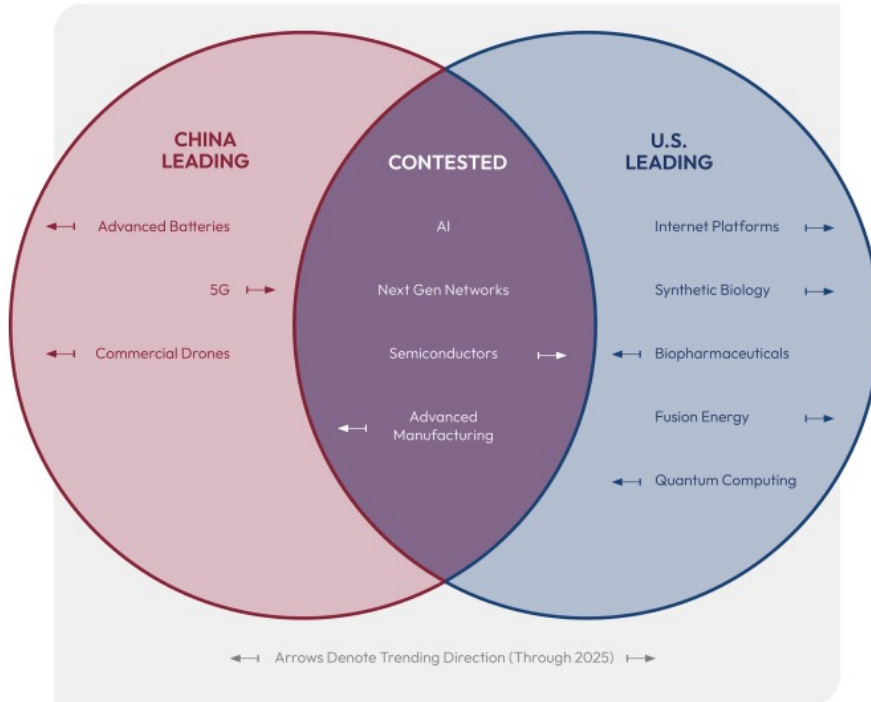 CHINA
LEADING
Advanced Batteries
5G
Commercial Drones
CONTESTED
AI
Next Gen Networks
Semiconductors
Advanced
Manufacturing
U.S.
LEADING
Internet Platforms
Synthetic Biology
Biopharmaceuticals
Fusion Energy
Quantum Computing
Arrows Denote Trending Direction (Through 2025)